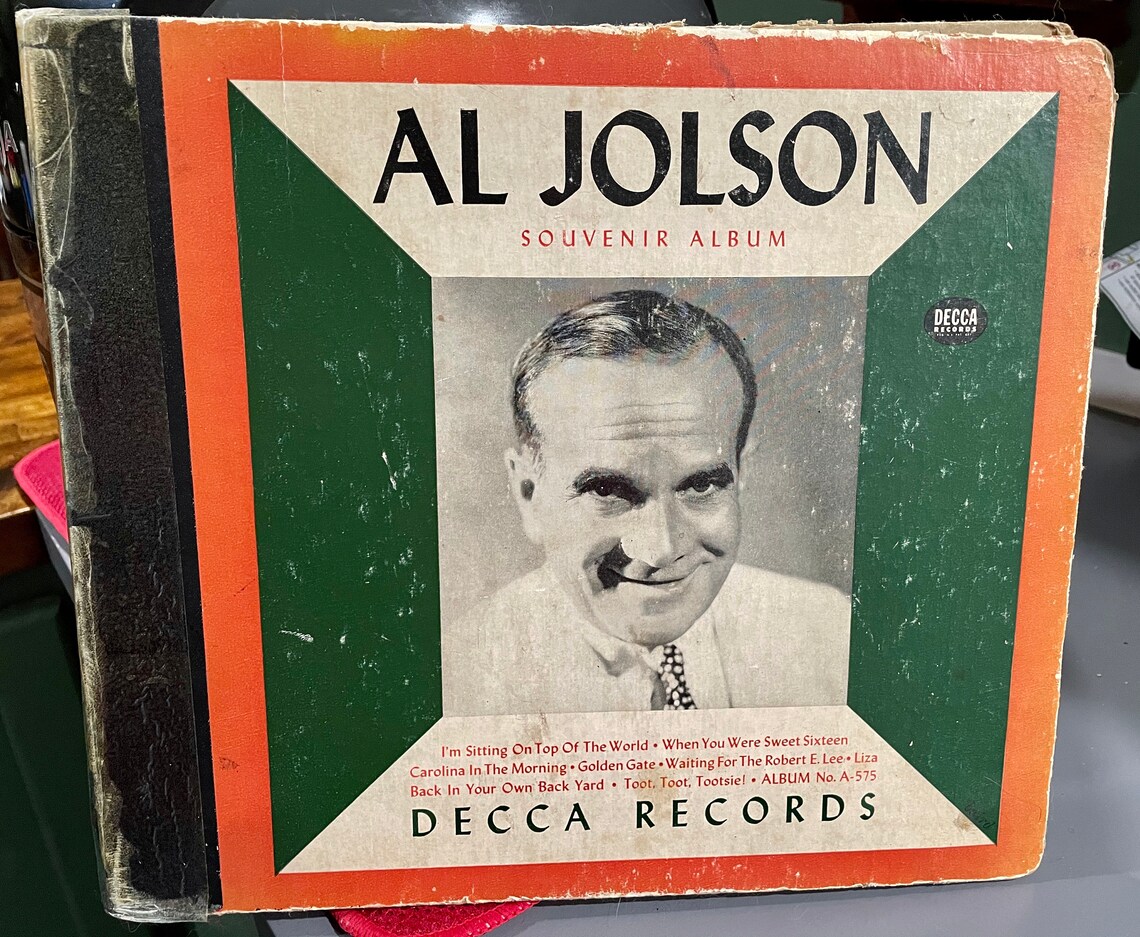 AL JOLSON
SOUVENIR ALBUM
DECCA
RECORDS
I'm Sitting On Top Of The World • When You Were Sweet Sixteen
Carolina In The Morning • Golden Gate • Waiting For The Robert E. Lee • Liza
Back In Your Own Back Yard • Toot, Toot, Tootsie! • ALBUM No. A-575
DECCA RECORDS